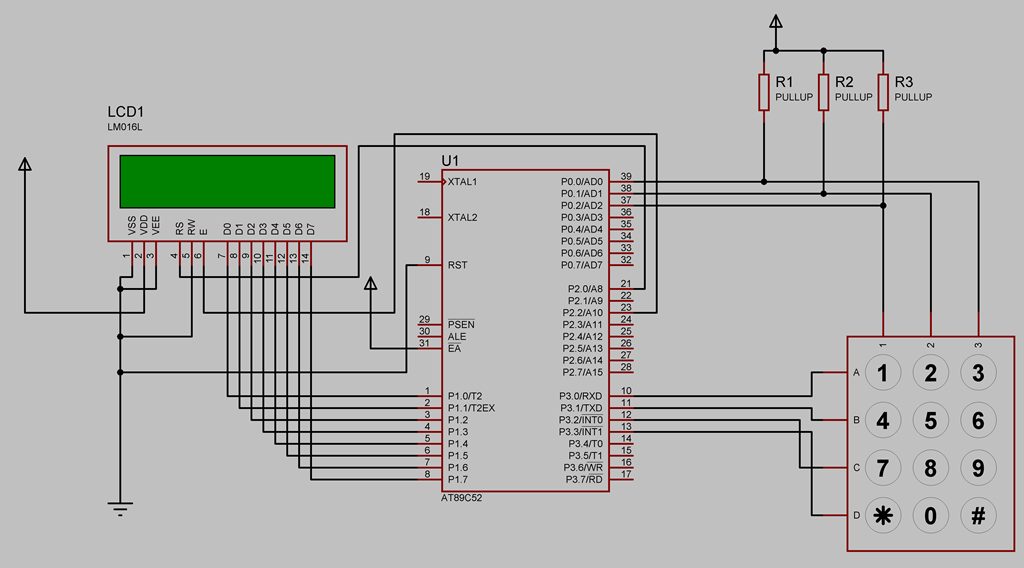 LCD1
LM016L
VSS
VDD
VEE
RS
RW
E
D0
D1
D2
D3
D4
D5
D6
D7
1
2
3
4
5
6
7
8
9
10
11
12
13
14
U1
19 XTAL1
18 XTAL2
9 RST
29 PSEN
30 ALE
31 EA
1 P1.0/T2
2 P1.1/T2EX
3 P1.2
4 P1.3
5 P1.4
6 P1.5
7 P1.6
8 P1.7
P0.0/AD0 39
P0.1/AD1 38
P0.2/AD2 37
P0.3/AD3 36
P0.4/AD4 35
P0.5/AD5 34
P0.6/AD6 33
P0.7/AD7 32
P2.0/A8 21
P2.1/A9 22
P2.2/A10 23
P2.3/A11 24
P2.4/A12 25
P2.5/A13 26
P2.6/A14 27
P2.7/A15 28
P3.0/RXD 10
P3.1/TXD 11
P3.2/INT0 12
P3.3/INT1 13
P3.4/T0 14
P3.5/T1 15
P3.6/WR 16
P3.7/RD 17
AT89C52
R1
PULLUP
R2
PULLUP
R3
PULLUP
1 2 3
A 1 2 3
B 4 5 6
C 7 8 9
D * 0 #